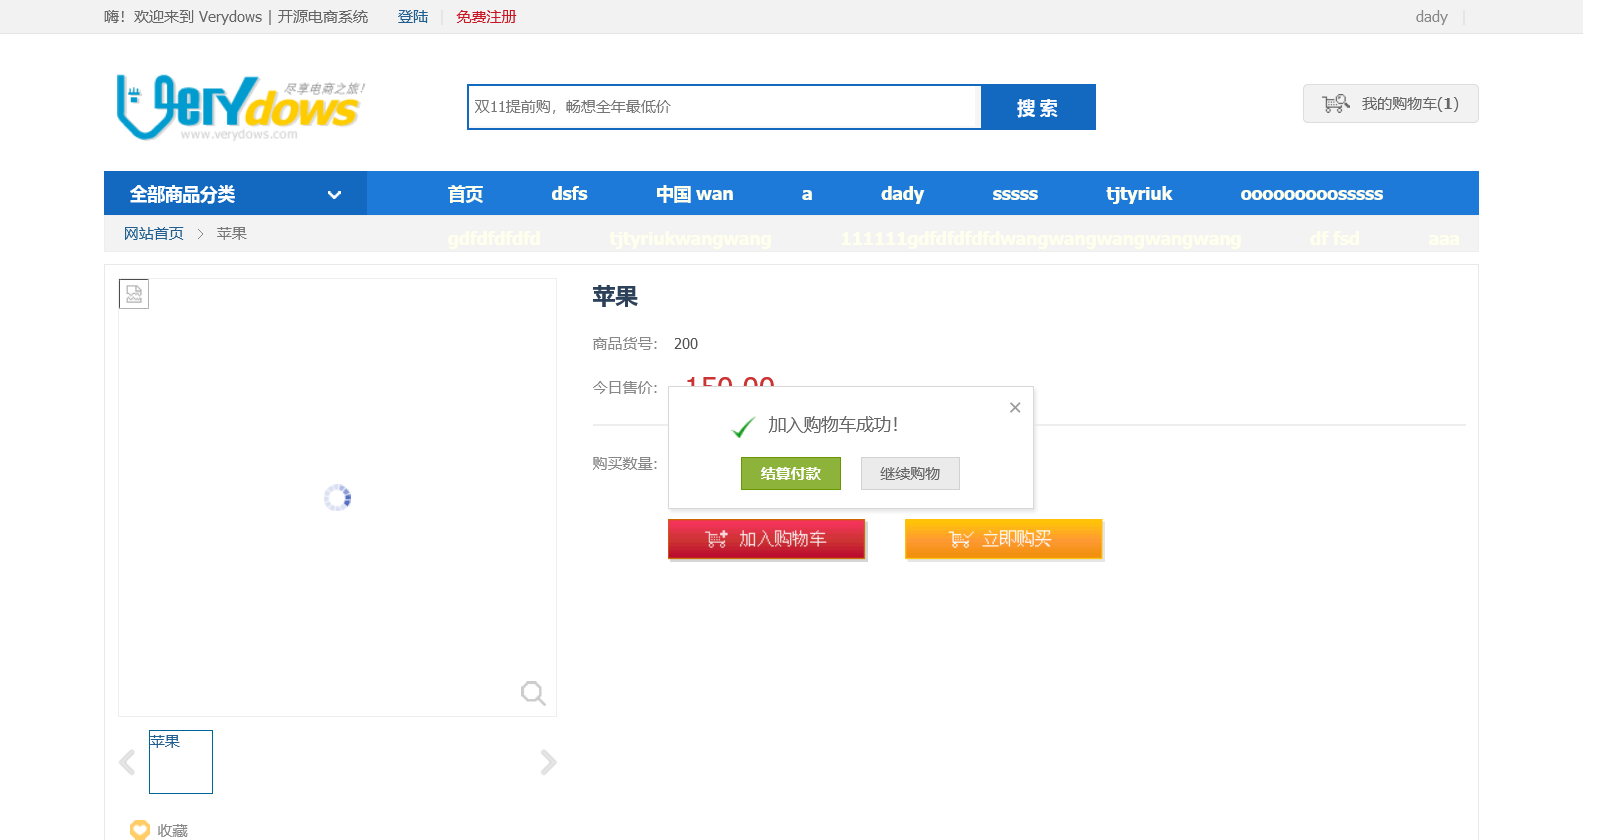 嗨！欢迎来到 Verydows | 开源电商系统 登陆 免费注册 dady
Verydows 尽享电商之旅!
www.verydows.com
双11提前购，畅想全年最低价 搜 索
我的购物车(1)
全部商品分类 首页 dsfs 中国 wan a dady sssss tjtyriuk ooooooooosssss
网站首页 > 苹果 gdfdfdfdfd tjtyriukwangwang 111111gdfdfdfdfdwangwangwangwangwang df fsd aaa
苹果
商品货号： 200
今日售价： 150.00
加入购物车成功！
购买数量：
结算付款 继续购物
加入购物车 立即购买
苹果
收藏